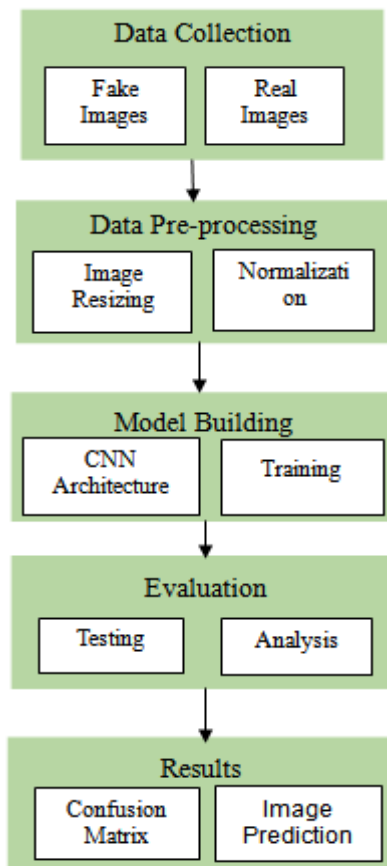 Data Collection
Fake
Images
Real
Images
Data Pre-processing
Image
Resizing
Normalizati
on
Model Building
CNN
Architecture
Training
Evaluation
Testing
Analysis
Results
Confusion
Matrix
Image
Prediction